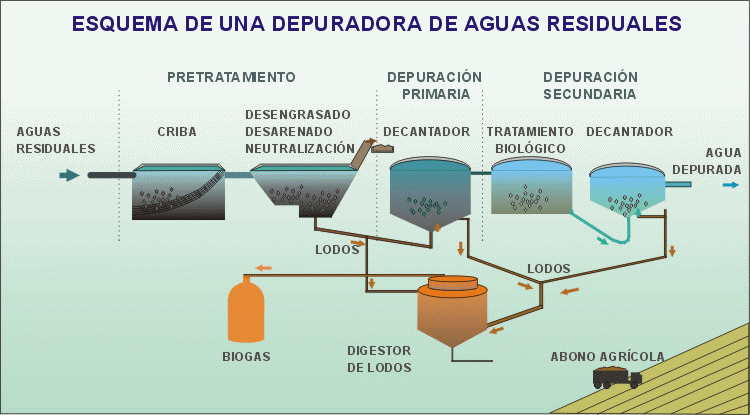 ESQUEMA DE UNA DEPURADORA DE AGUAS RESIDUALES
PRETRATAMIENTO
DEPURACIÓN
PRIMARIA
DEPURACIÓN
SECUNDARIA
AGUAS
RESIDUALES
CRIBA
DESENGRASADO
DESARENADO
NEUTRALIZACIÓN
DECANTADOR
TRATAMIENTO
BIOLÓGICO
DECANTADOR
AGUA
DEPURADA
LODOS
LODOS
BIOGAS
DIGESTOR
DE LODOS
ABONO AGRÍCOLA